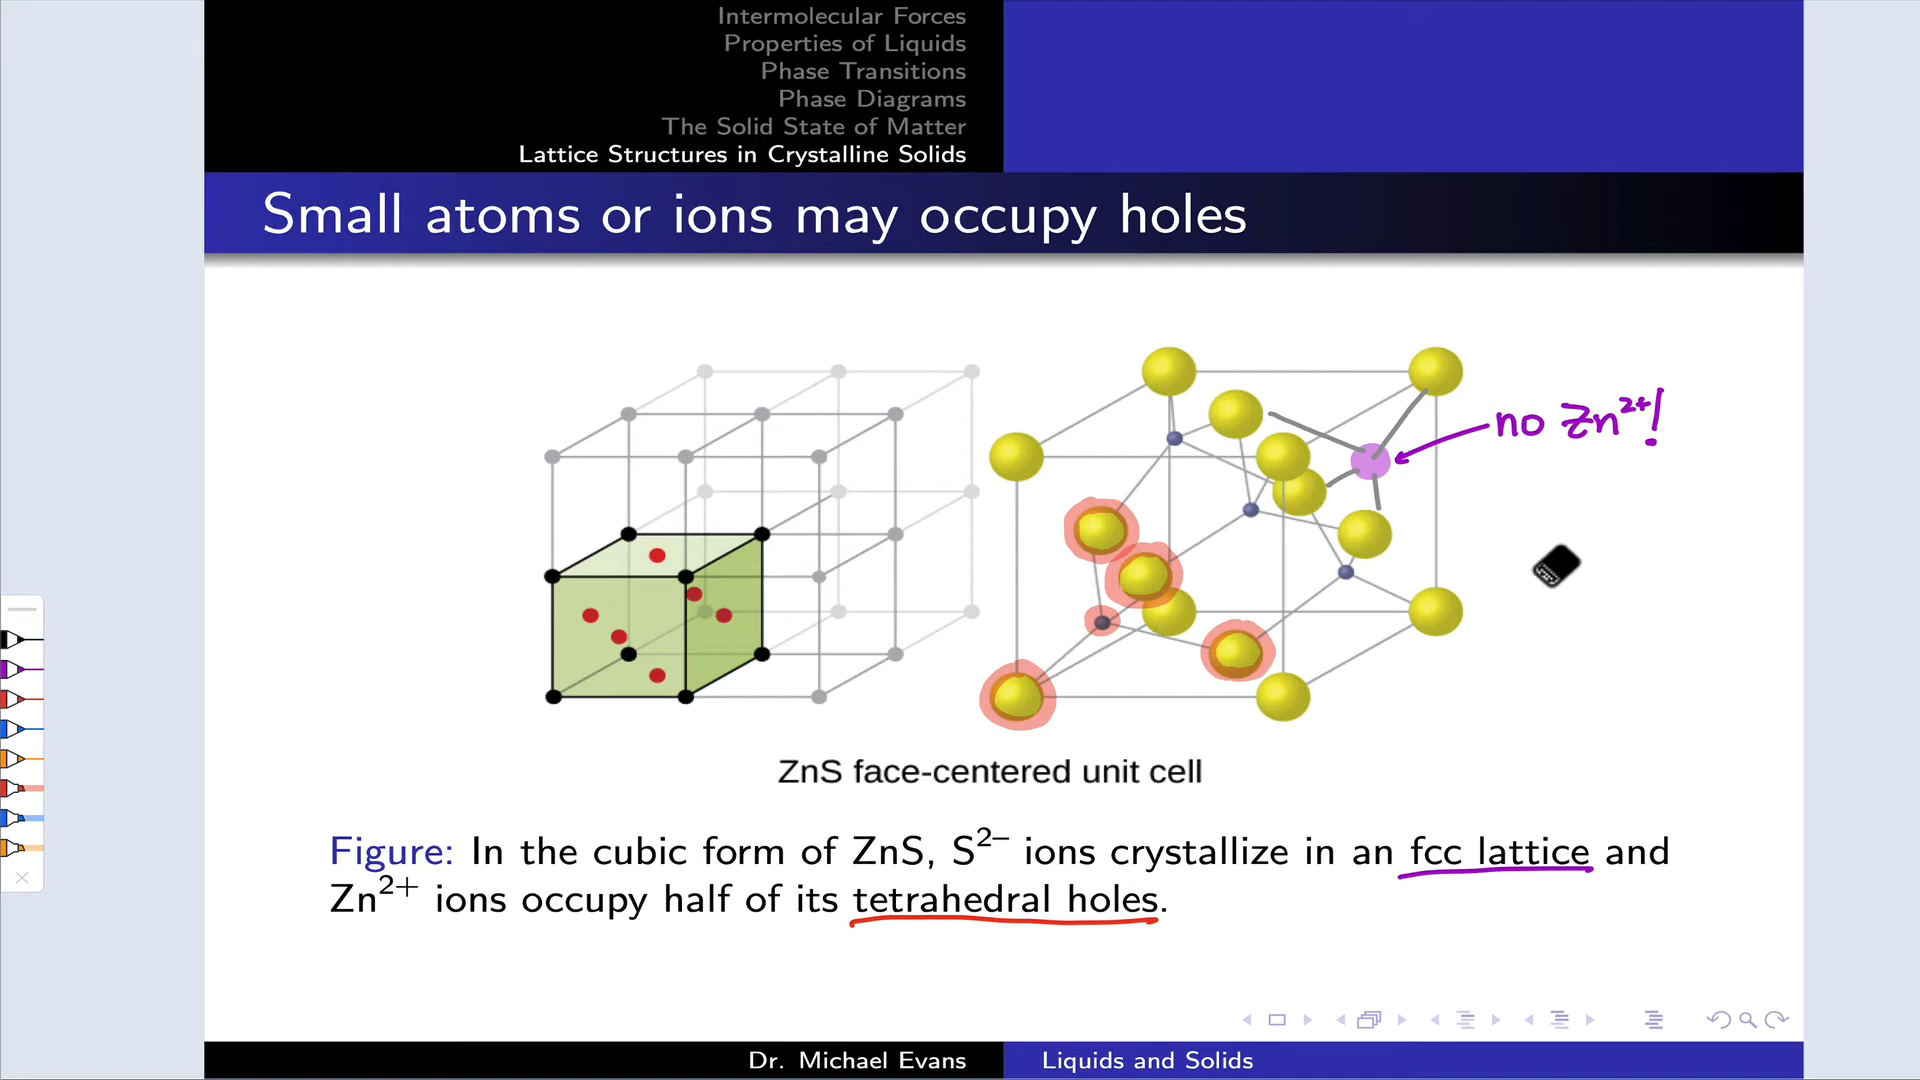 Intermolecular Forces
Properties of Liquids
Phase Transitions
Phase Diagrams
The Solid State of Matter
Lattice Structures in Crystalline Solids
Small atoms or ions may occupy holes
no Zn²⁺!
ZnS face-centered unit cell
Figure: In the cubic form of ZnS, S²⁻ ions crystallize in an fcc lattice and
Zn²⁺ ions occupy half of its tetrahedral holes.
Dr. Michael Evans
Liquids and Solids